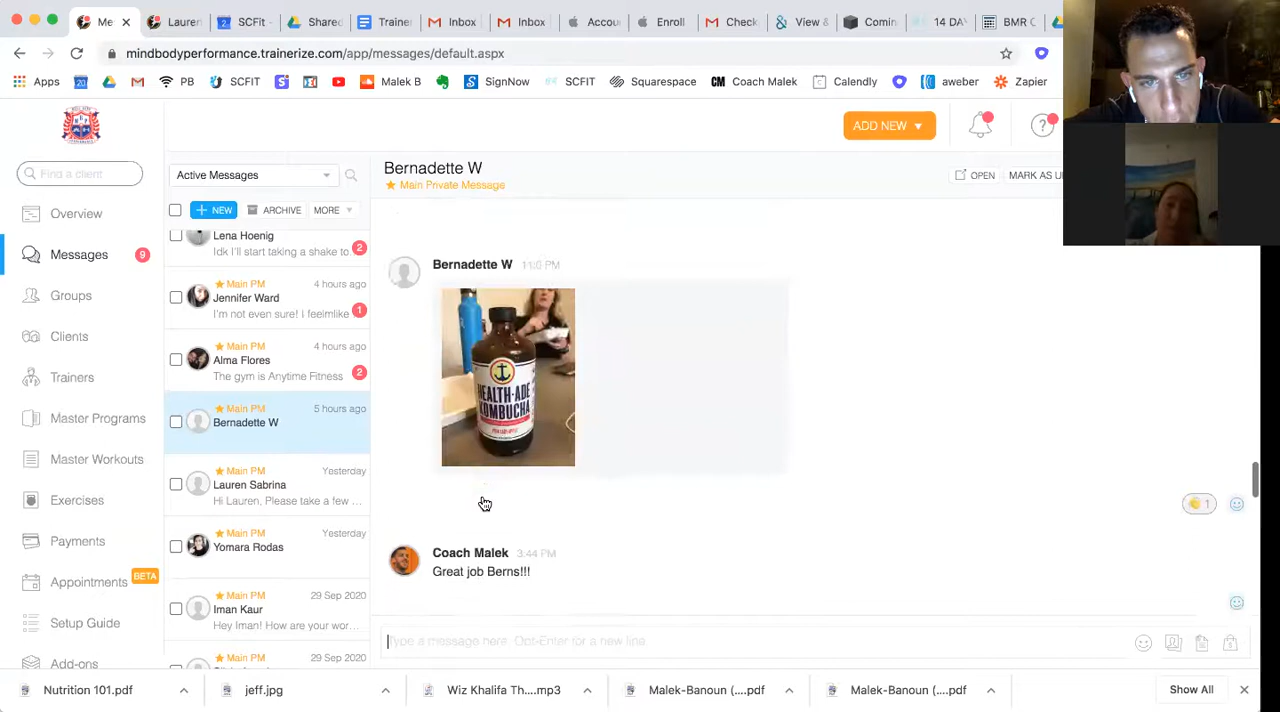 Me
Lauren
SCFit -
Shared
Trainer
Inbox
Inbox
Accou
Enroll
Check
View &
Comin
14 DAY
BMR C
mindbodyperformance.trainerize.com/app/messages/default.aspx
Apps
PB
SCFIT
Malek B
SignNow
SCFIT
Squarespace
CM Coach Malek
Calendly
aweber
Zapier
ADD NEW
Find a client
Overview
Messages 9
Groups
Clients
Trainers
Master Programs
Master Workouts
Exercises
Payments
Appointments BETA
Setup Guide
Add-ons
Active Messages
+ NEW ARCHIVE MORE
Lena Hoenig
Idk I'll start taking a shake to 2
Main PM 4 hours ago
Jennifer Ward
I'm not even sure! I feelmlike 1
Main PM 4 hours ago
Alma Flores
The gym is Anytime Fitness 2
Main PM 5 hours ago
Bernadette W
Main PM Yesterday
Lauren Sabrina
Hi Lauren, Please take a few ...
Main PM Yesterday
Yomara Rodas
Main PM 29 Sep 2020
Iman Kaur
Hey Iman! How are your wor...
Main PM 29 Sep 2020
Bernadette W
Main Private Message
OPEN MARK AS U
Bernadette W
HEALTH-ADE
KOMBUCHA
1
Coach Malek 3:44 PM
Great job Berns!!!
Type a message here. Opt-Enter for a new line.
Nutrition 101.pdf
jeff.jpg
Wiz Khalifa Th....mp3
Malek-Banoun (....pdf
Malek-Banoun (....pdf
Show All